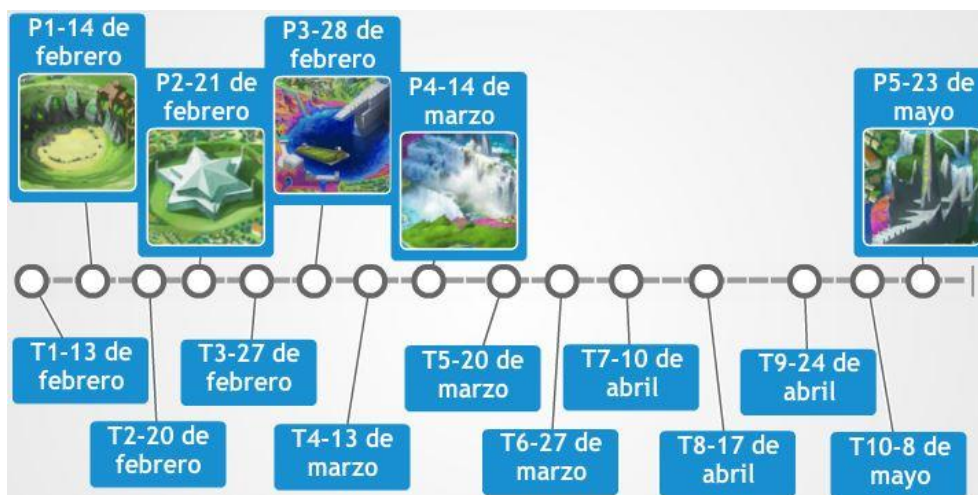 P1-14 de
febrero
P2-21 de
febrero
P3-28 de
febrero
P4-14 de
marzo
P5-23 de
mayo
T1-13 de
febrero
T2-20 de
febrero
T3-27 de
febrero
T4-13 de
marzo
T5-20 de
marzo
T6-27 de
marzo
T7-10 de
abril
T8-17 de
abril
T9-24 de
abril
T10-8 de
mayo